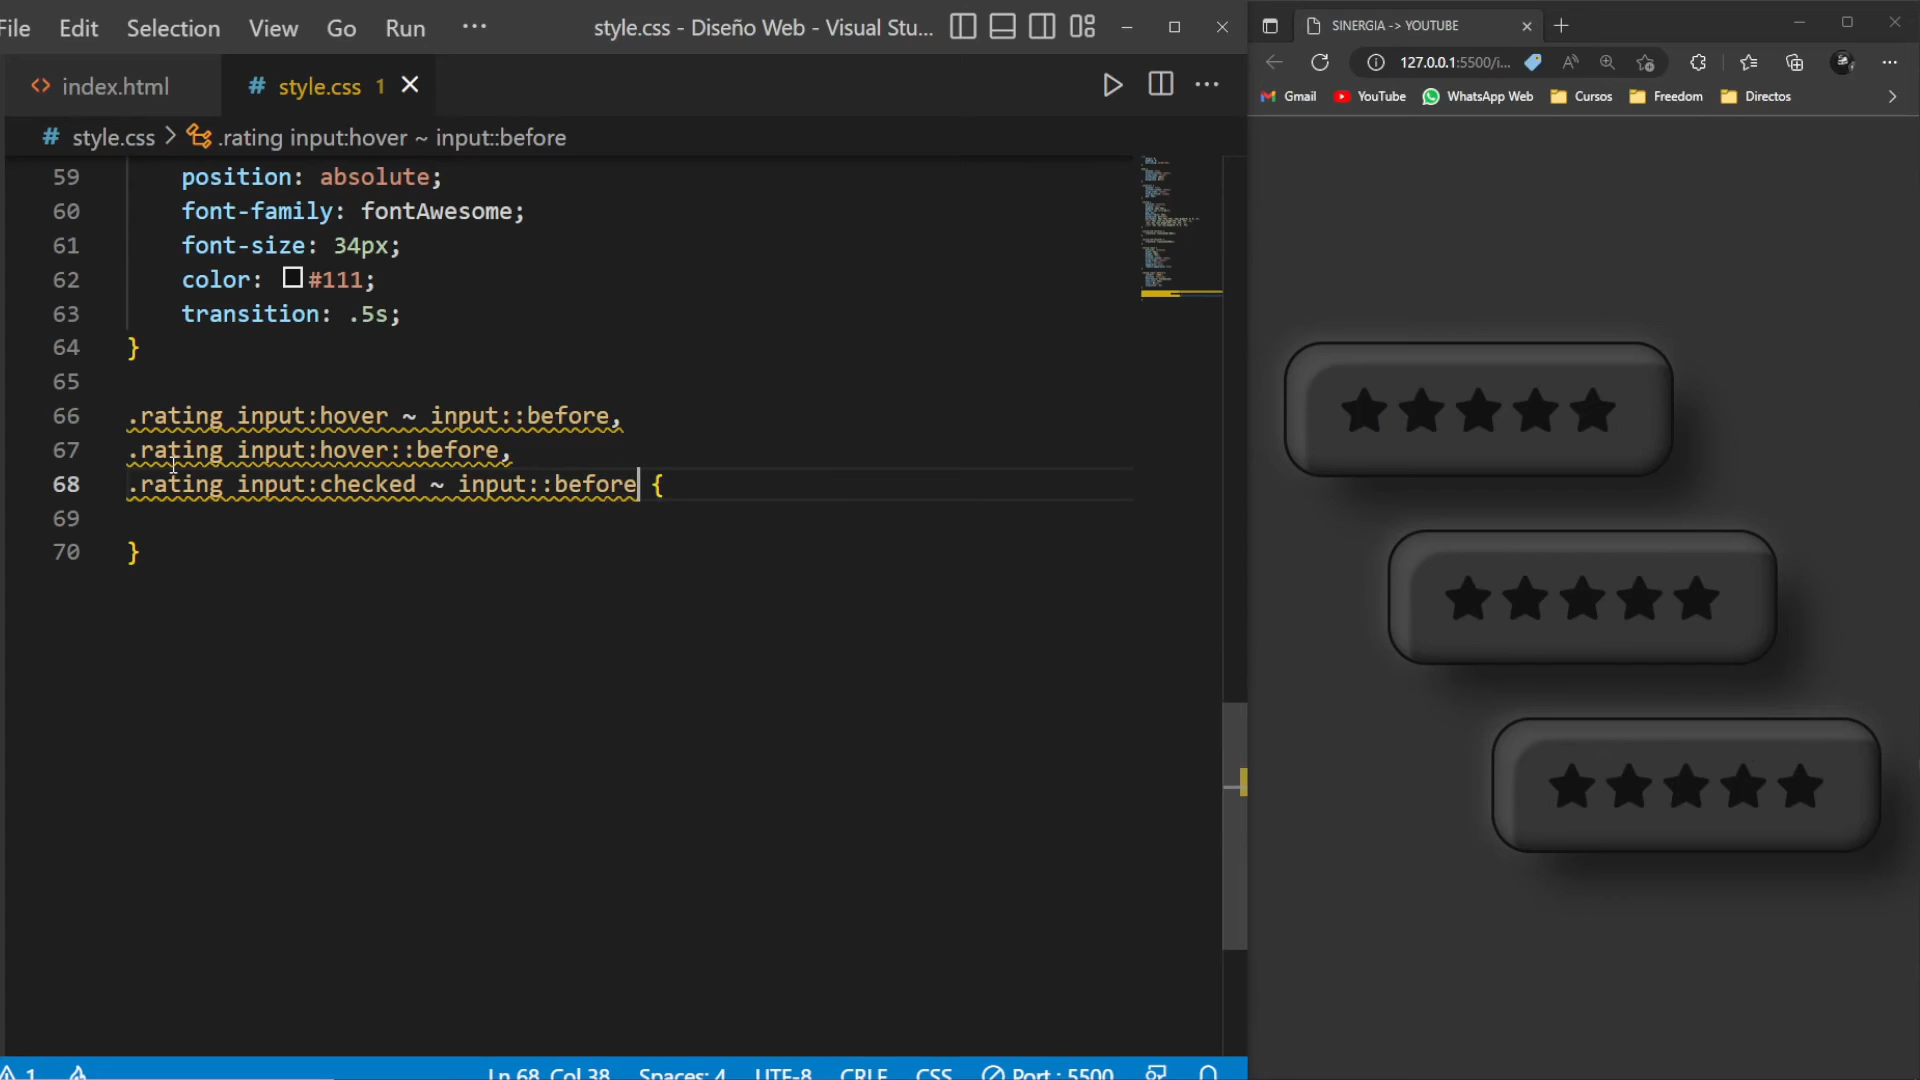 File Edit Selection View Go Run ··· style.css - Diseño Web - Visual Stu...
index.html # style.css 1
# style.css > .rating input:hover ~ input::before
59 position: absolute;
60 font-family: fontAwesome;
61 font-size: 34px;
62 color: #111;
63 transition: .5s;
64 }
65
66 .rating input:hover ~ input::before,
67 .rating input:hover::before,
68 .rating input:checked ~ input::before {
69
70 }
1 Ln 68, Col 38 Spaces: 4 UTF-8 CRLF CSS Port : 5500
SINERGIA -> YOUTUBE
127.0.0.1:5500/i...
Gmail YouTube WhatsApp Web Cursos Freedom Directos